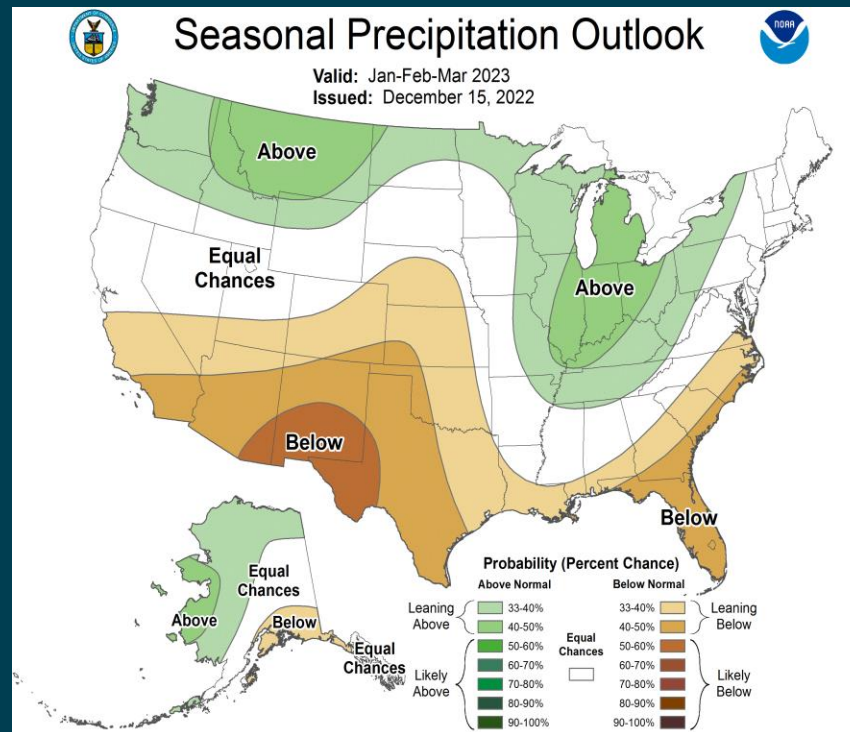 Seasonal Precipitation Outlook
NOAA
Valid: Jan-Feb-Mar 2023
Issued: December 15, 2022
Above
Equal
Chances
Above
Below
Below
Equal
Chances
Above
Below
Equal
Chances
Probability (Percent Chance)
Above Normal Below Normal
Leaning
Above
33-40%
40-50%
Likely
Above
50-60%
60-70%
70-80%
80-90%
90-100%
Equal
Chances
33-40%
40-50%
Leaning
Below
50-60%
60-70%
70-80%
80-90%
90-100%
Likely
Below